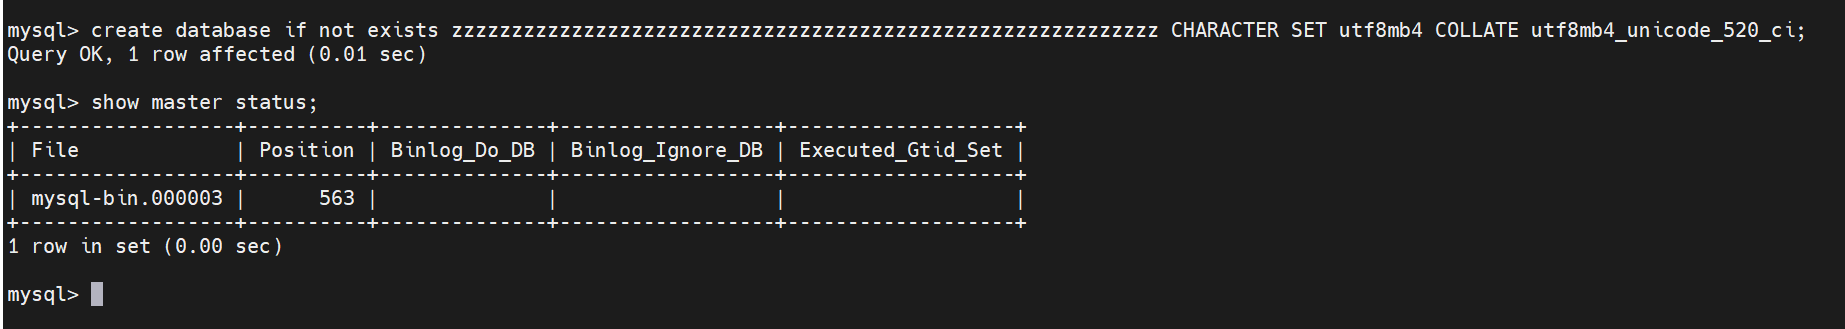 mysql> create database if not exists zzzzzzzzzzzzzzzzzzzzzzzzzzzzzzzzzzzzzzzzzzzzzzzzzzzzzzzzzzz CHARACTER SET utf8mb4 COLLATE utf8mb4_unicode_520_ci;
Query OK, 1 row affected (0.01 sec)
mysql> show master status;
+------------------+----------+--------------+------------------+-------------------+
| File             | Position | Binlog_Do_DB | Binlog_Ignore_DB | Executed_Gtid_Set |
+------------------+----------+--------------+------------------+-------------------+
| mysql-bin.000003 |      563 |              |                  |                   |
+------------------+----------+--------------+------------------+-------------------+
1 row in set (0.00 sec)
mysql>